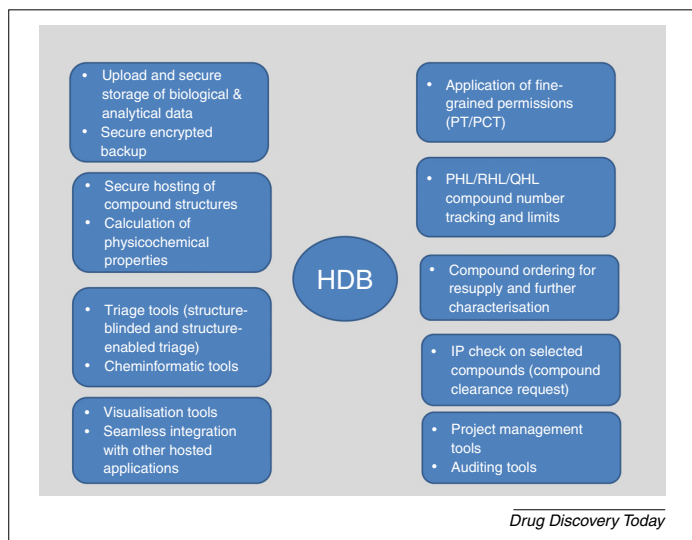 • Upload and secure
storage of biological &
analytical data
• Secure encrypted
backup
• Secure hosting of
compound structures
• Calculation of
physicochemical
properties
• Triage tools (structure-
blinded and structure-
enabled triage)
• Cheminformatic tools
• Visualisation tools
• Seamless integration
with other hosted
applications
HDB
• Application of fine-
grained permissions
(PT/PCT)
• PHL/RHL/QHL
compound number
tracking and limits
• Compound ordering for
resupply and further
characterisation
• IP check on selected
compounds (compound
clearance request)
• Project management
tools
• Auditing tools
Drug Discovery Today